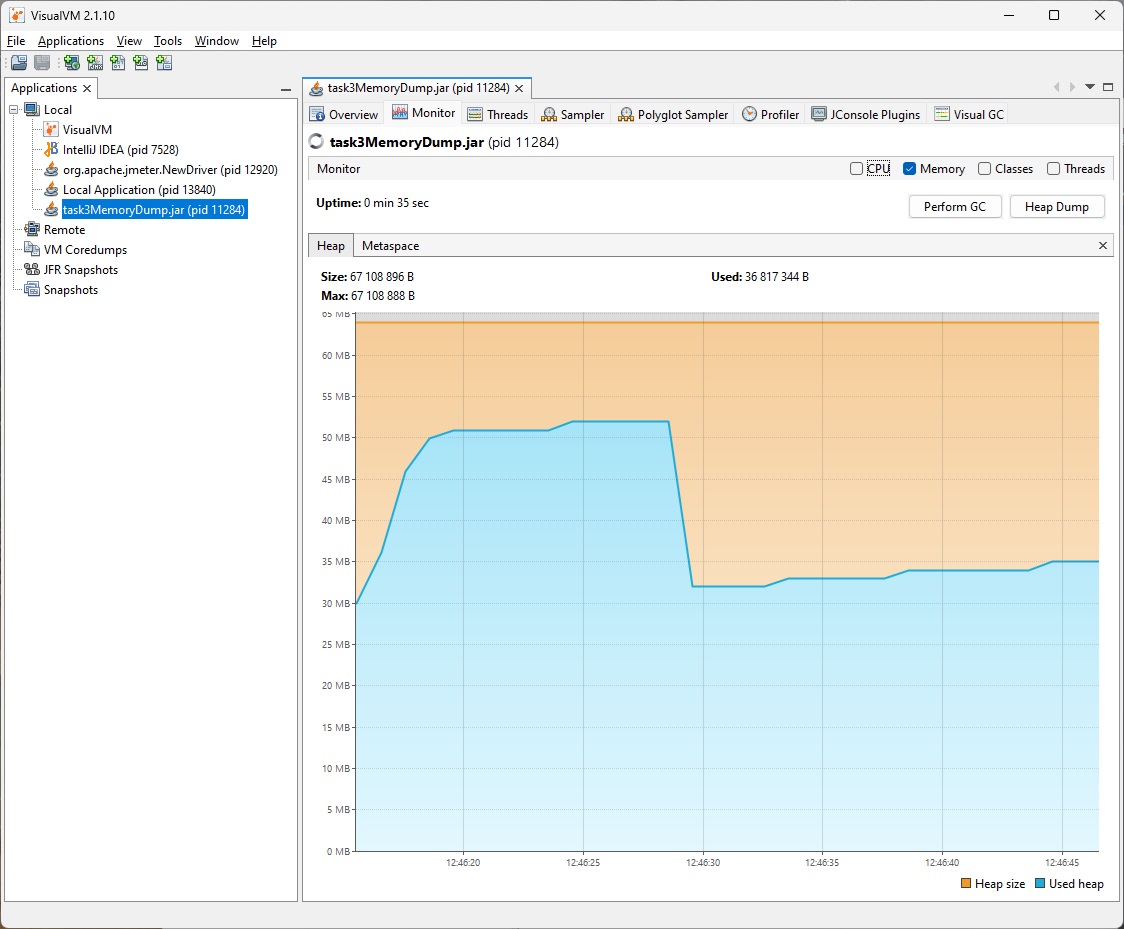 VisualVM 2.1.10
File Applications View Tools Window Help
Applications
Local
VisualVM
IntelliJ IDEA (pid 7528)
org.apache.jmeter.NewDriver (pid 12920)
Local Application (pid 13840)
task3MemoryDump.jar (pid 11284)
Remote
VM Coredumps
JFR Snapshots
Snapshots
task3MemoryDump.jar (pid 11284)
Overview Monitor Threads Sampler Polyglot Sampler Profiler JConsole Plugins Visual GC
task3MemoryDump.jar (pid 11284)
Monitor CPU Memory Classes Threads
Uptime: 0 min 35 sec Perform GC Heap Dump
Heap Metaspace
Size: 67 108 896 B Used: 36 817 344 B
Max: 67 108 888 B
65 MB
60 MB
55 MB
50 MB
45 MB
40 MB
35 MB
30 MB
25 MB
20 MB
15 MB
10 MB
5 MB
0 MB
12:46:20 12:46:25 12:46:30 12:46:35 12:46:40 12:46:45
Heap size Used heap